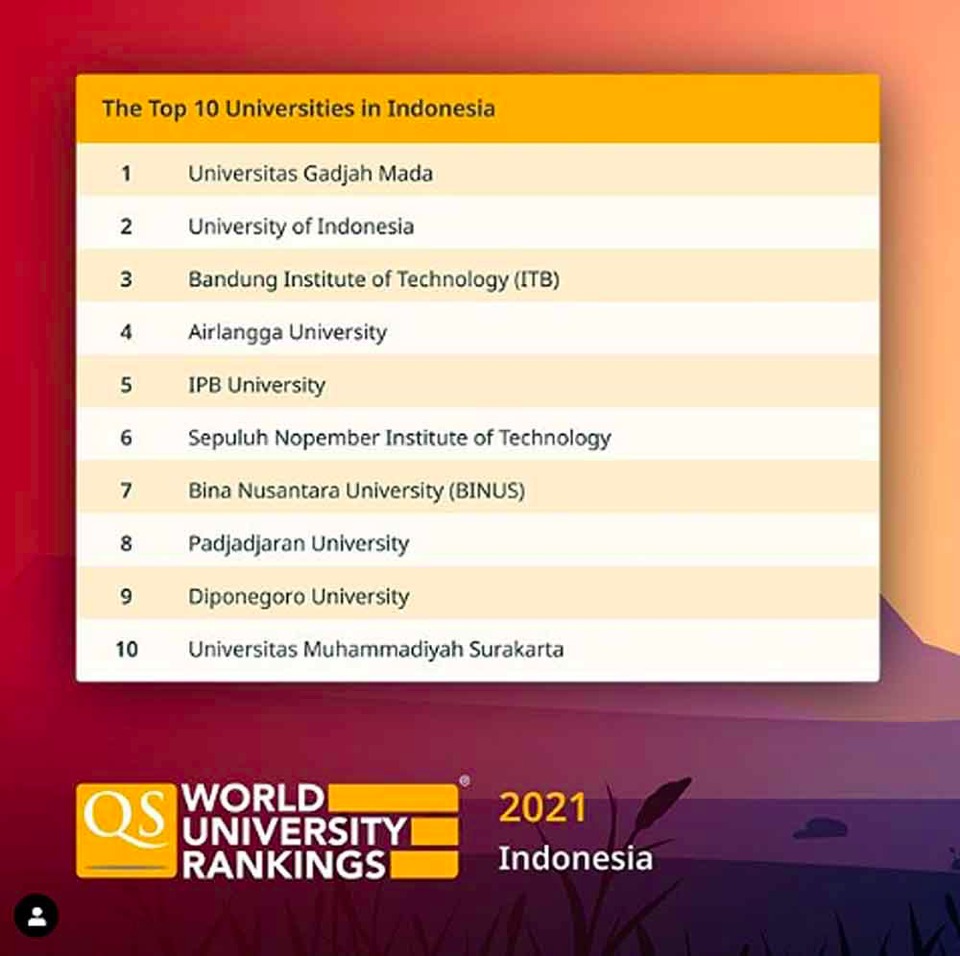 The Top 10 Universities in Indonesia
1 Universitas Gadjah Mada
2 University of Indonesia
3 Bandung Institute of Technology (ITB)
4 Airlangga University
5 IPB University
6 Sepuluh Nopember Institute of Technology
7 Bina Nusantara University (BINUS)
8 Padjadjaran University
9 Diponegoro University
10 Universitas Muhammadiyah Surakarta
QS WORLD
UNIVERSITY
RANKINGS
®
2021
Indonesia